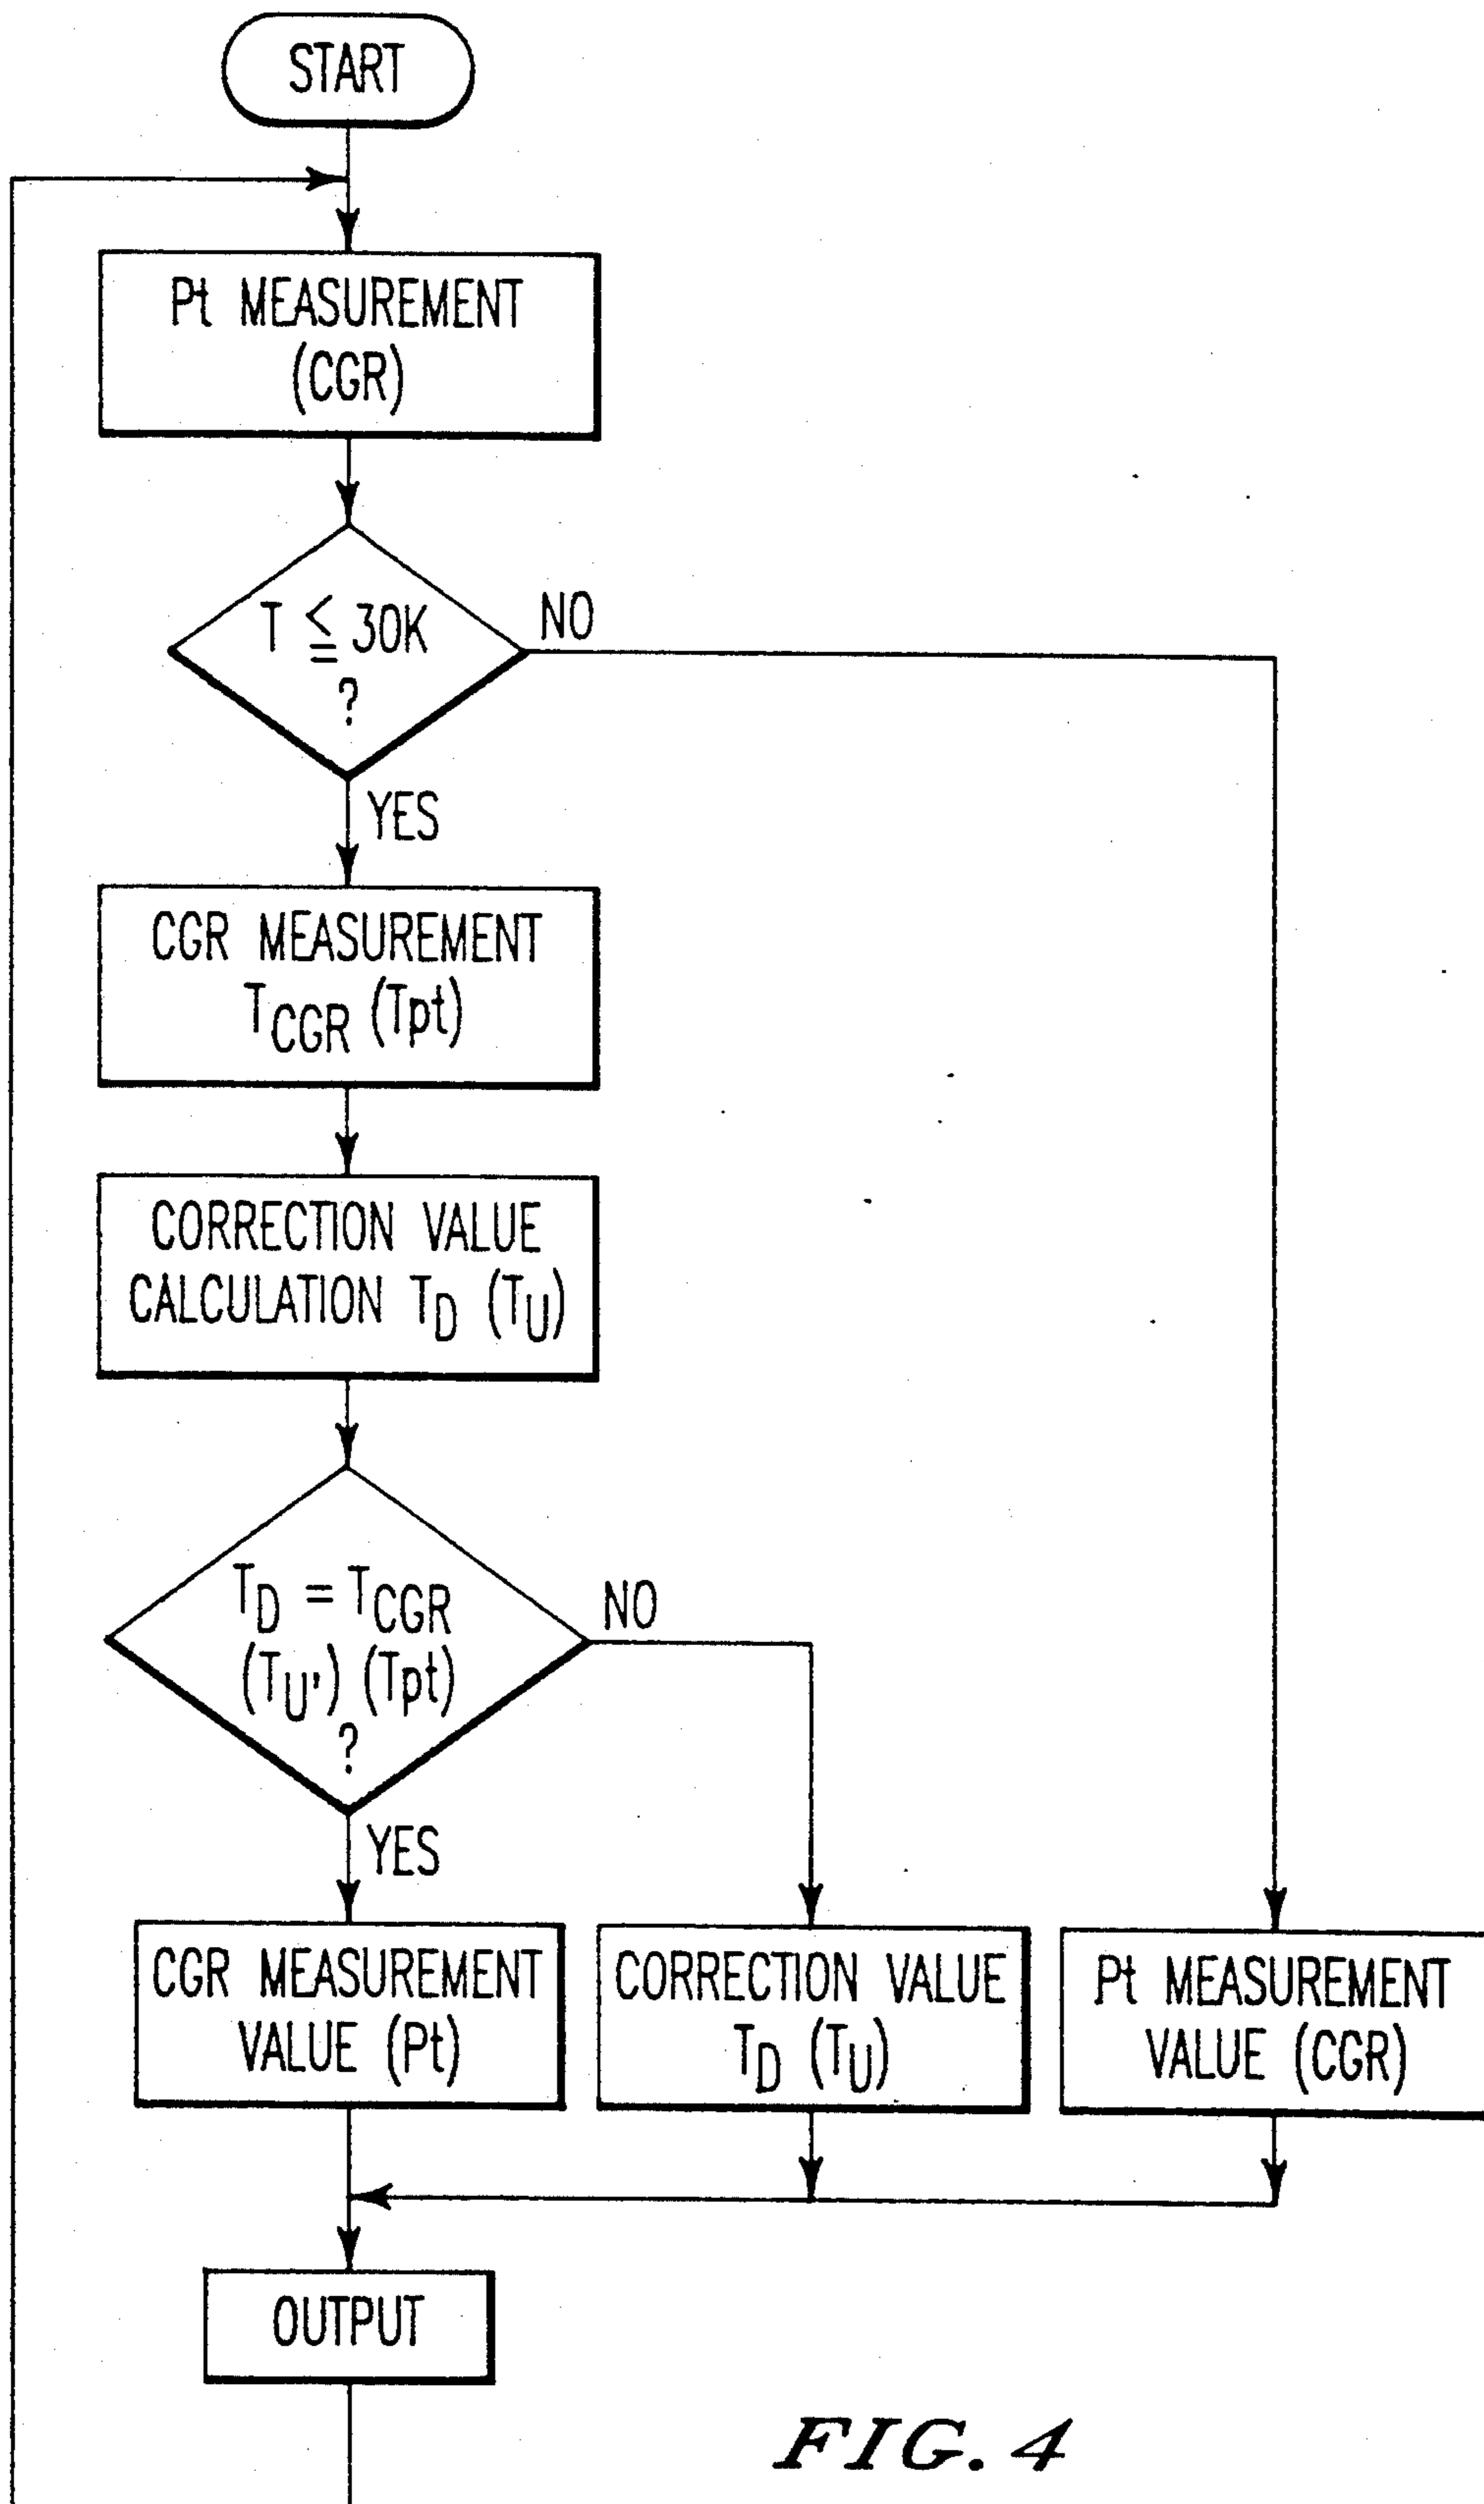 START
Pt MEASUREMENT
(CGR)
T ≦ 30K
?
NO
YES
CGR MEASUREMENT
TCGR (Tpt)
CORRECTION VALUE
CALCULATION TD (TU)
TD = TCGR
(TU') (Tpt)
?
NO
YES
CGR MEASUREMENT
VALUE (Pt)
CORRECTION VALUE
TD (TU)
Pt MEASUREMENT
VALUE (CGR)
OUTPUT
FIG. 4